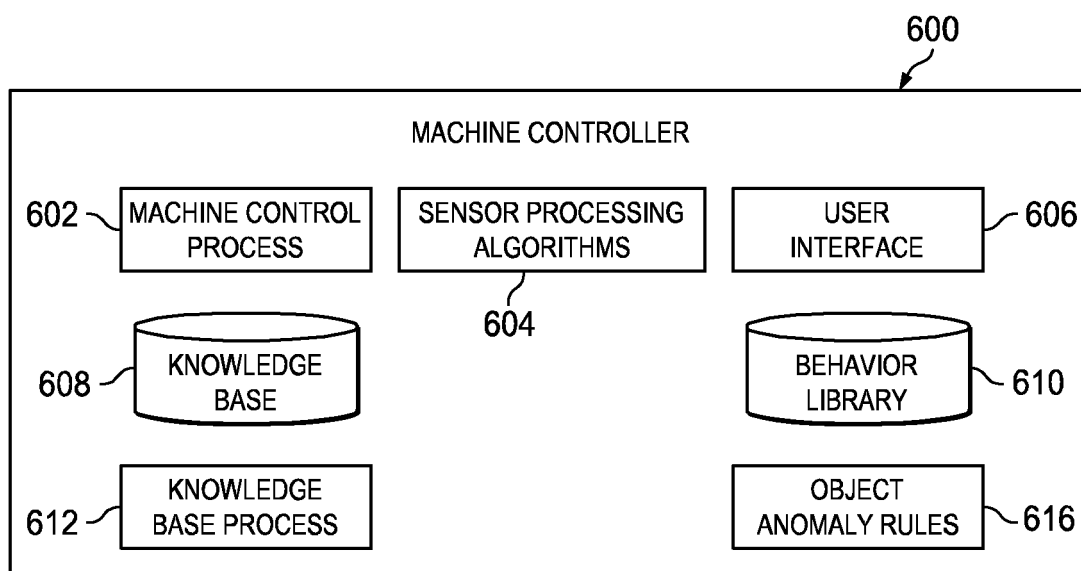 600
MACHINE CONTROLLER
602
MACHINE CONTROL
PROCESS
SENSOR PROCESSING
ALGORITHMS
604
USER
INTERFACE
606
608
KNOWLEDGE
BASE
BEHAVIOR
LIBRARY
610
612
KNOWLEDGE
BASE PROCESS
OBJECT
ANOMALY RULES
616